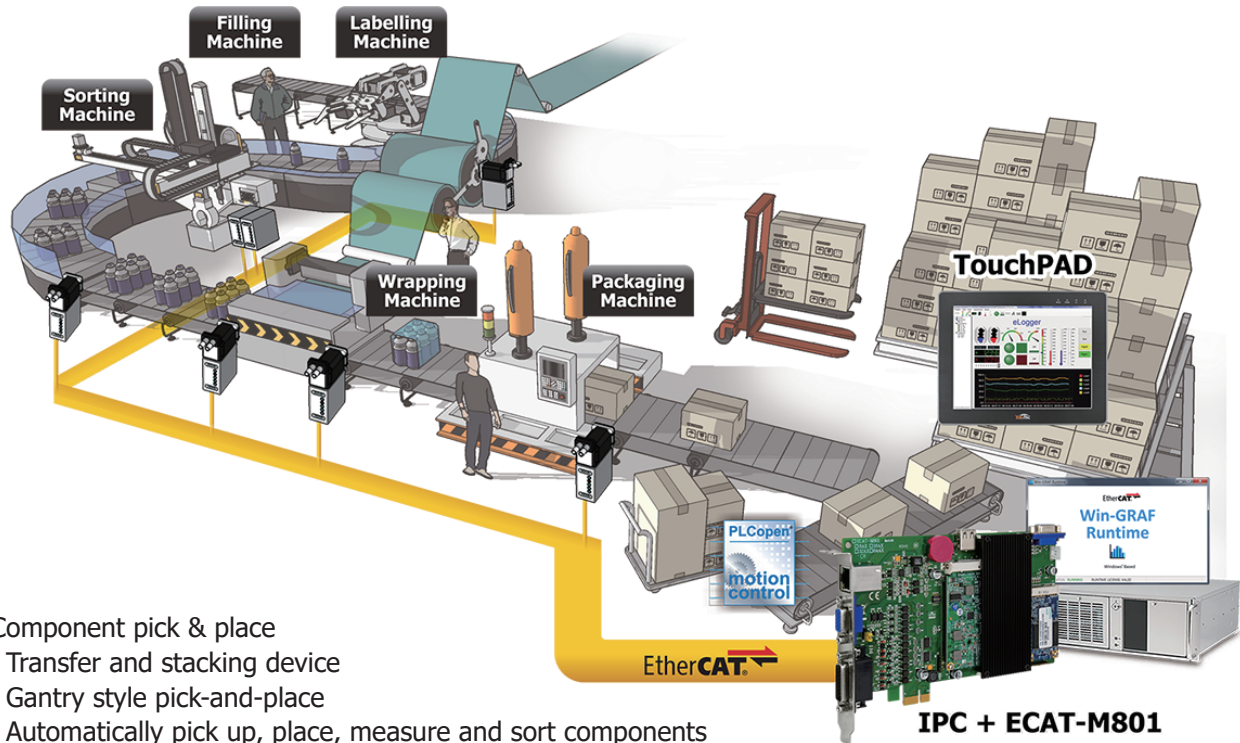 Filling
Machine
Labelling
Machine
Sorting
Machine
Wrapping
Machine
Packaging
Machine
TouchPAD
eLogger
PLCopen
motion
control
EtherCAT
Win-GRAF
Runtime
Windows Based
EtherCAT
IPC + ECAT-M801
Component pick & place
Transfer and stacking device
Gantry style pick-and-place
Automatically pick up, place, measure and sort components